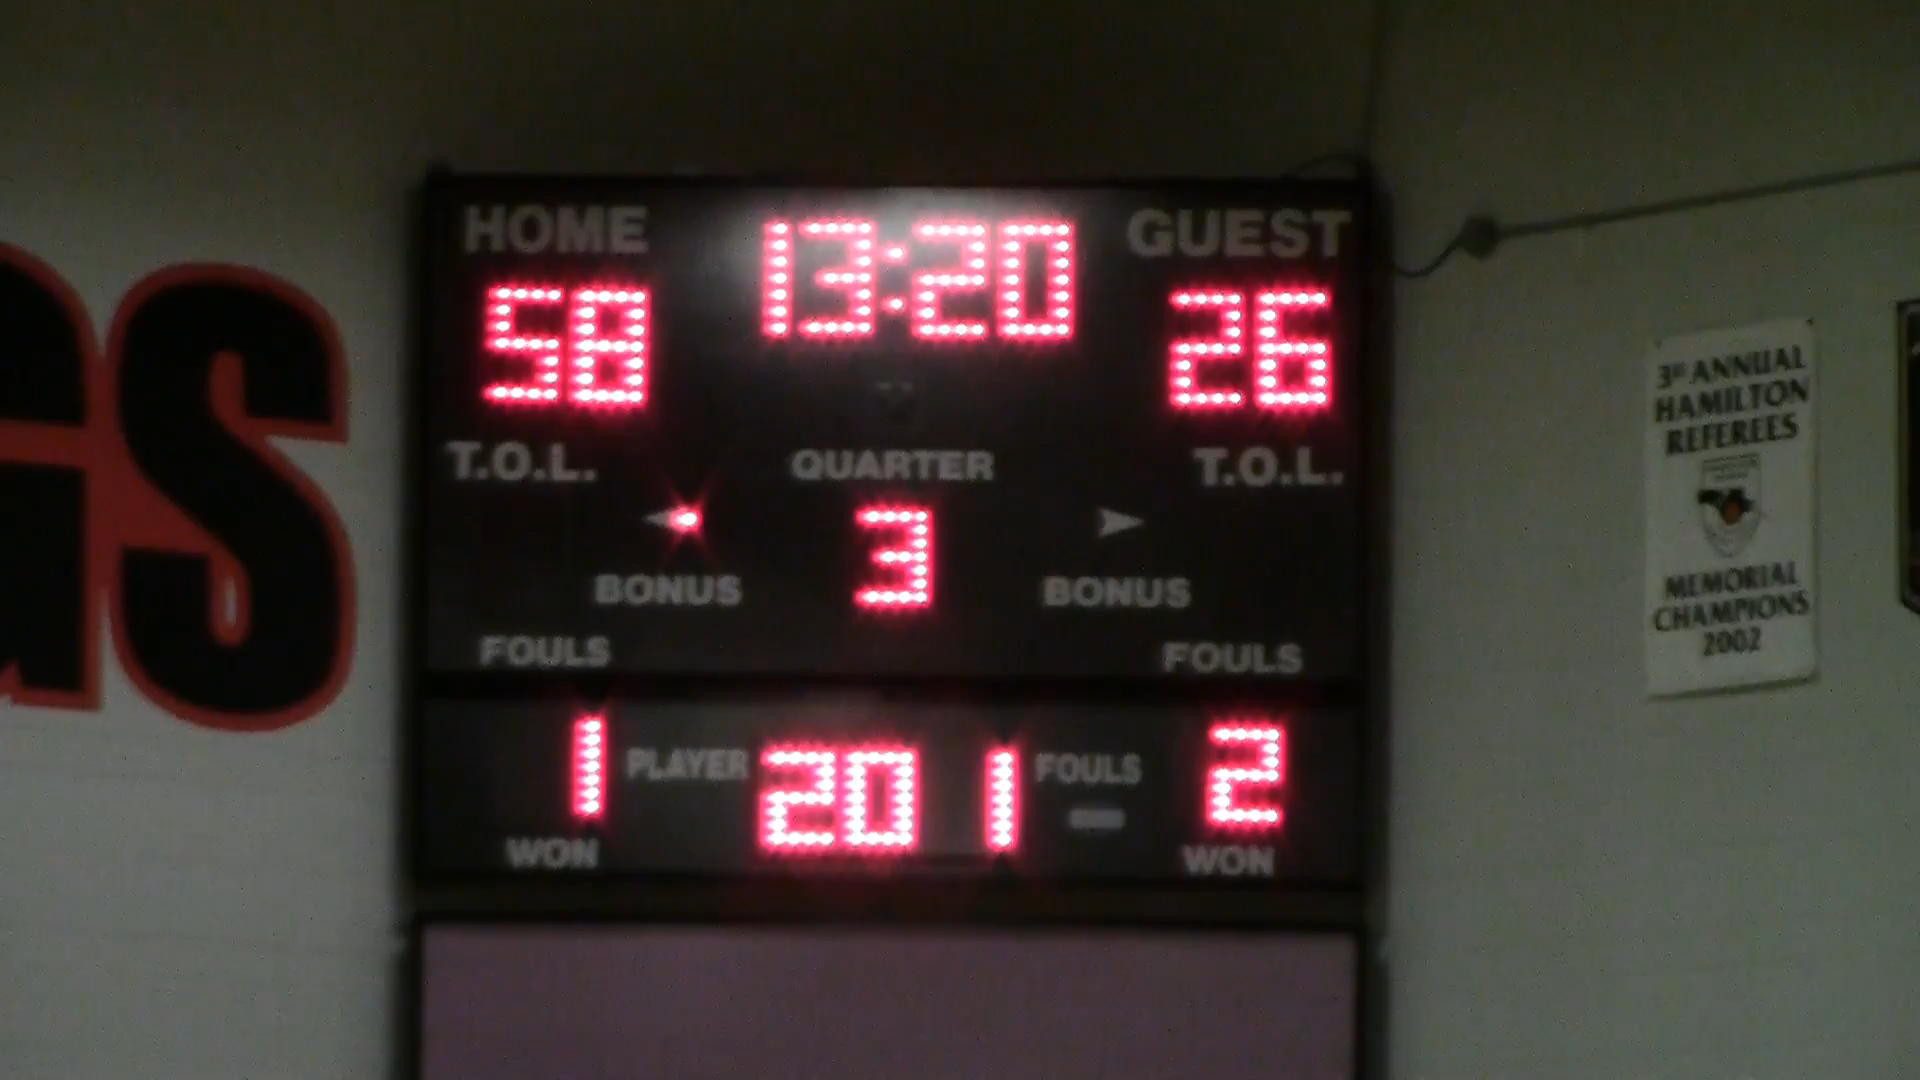 GS
HOME 13:20 GUEST
58 26
T.O.L. QUARTER T.O.L.
3
BONUS BONUS
FOULS FOULS
1 PLAYER 20 1 FOULS 2
WON WON
3RD ANNUAL
HAMILTON
REFEREES
MEMORIAL
CHAMPIONS
2002